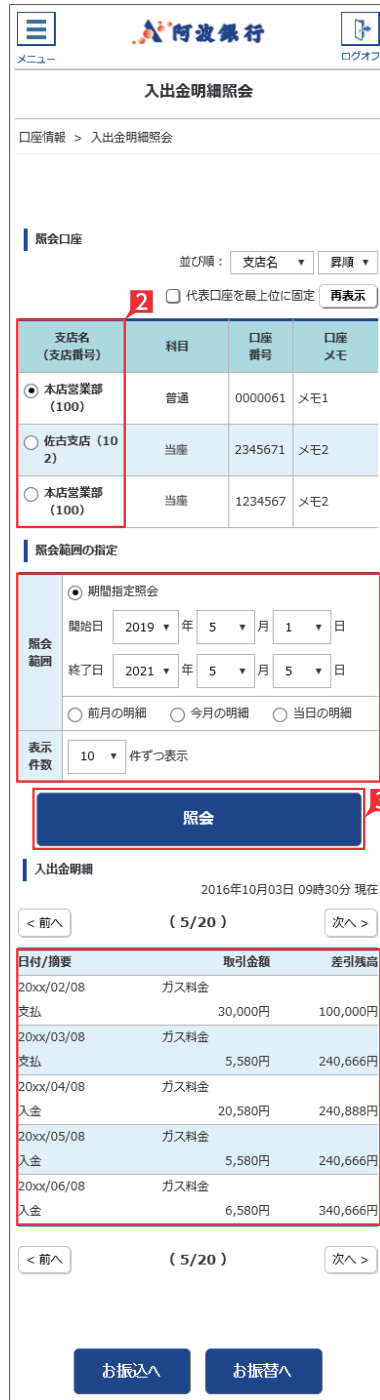 阿波銀行
メニュー
ログオフ
入出金明細照会
口座情報 > 入出金明細照会
照会口座
並び順： 支店名 ▼ 昇順 ▼
2
代表口座を最上位に固定 再表示
支店名
（支店番号） 科目 口座
番号 口座
メモ
本店営業部
（100） 普通 0000061 メモ1
佐古支店（10
2） 当座 2345671 メモ2
本店営業部
（100） 当座 1234567 メモ2
照会範囲の指定
照会
範囲
期間指定照会
開始日 2019 ▼ 年 5 ▼ 月 1 ▼ 日
終了日 2021 ▼ 年 5 ▼ 月 5 ▼ 日
前月の明細 今月の明細 当日の明細
表示
件数 10 ▼ 件ずつ表示
照会
入出金明細
2016年10月03日 09時30分 現在
< 前へ （ 5/20 ） 次へ >
日付/摘要 取引金額 差引残高
20xx/02/08 ガス料金
支払 30,000円 100,000円
20xx/03/08 ガス料金
支払 5,580円 240,666円
20xx/04/08 ガス料金
入金 20,580円 240,888円
20xx/05/08 ガス料金
入金 5,580円 240,666円
20xx/06/08 ガス料金
入金 6,580円 340,666円
< 前へ （ 5/20 ） 次へ >
お振込へ お振替へ